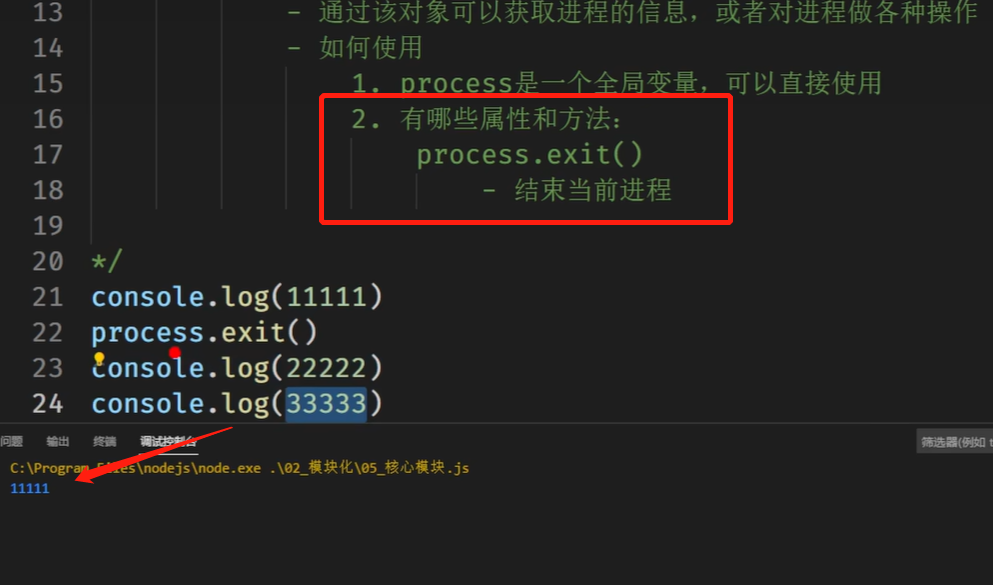 13 - 通过该对象可以获取进程的信息，或者对进程做各种操作
14 - 如何使用
15 1. process是一个全局变量，可以直接使用
16 2. 有哪些属性和方法：
17 process.exit()
18 - 结束当前进程
19
20 */
21 console.log(11111)
22 process.exit()
23 console.log(22222)
24 console.log(33333)
问题 输出 终端 调试控制台 筛选器(例如 t
C:\Program Files\nodejs\node.exe .\02_模块化\05_核心模块.js
11111